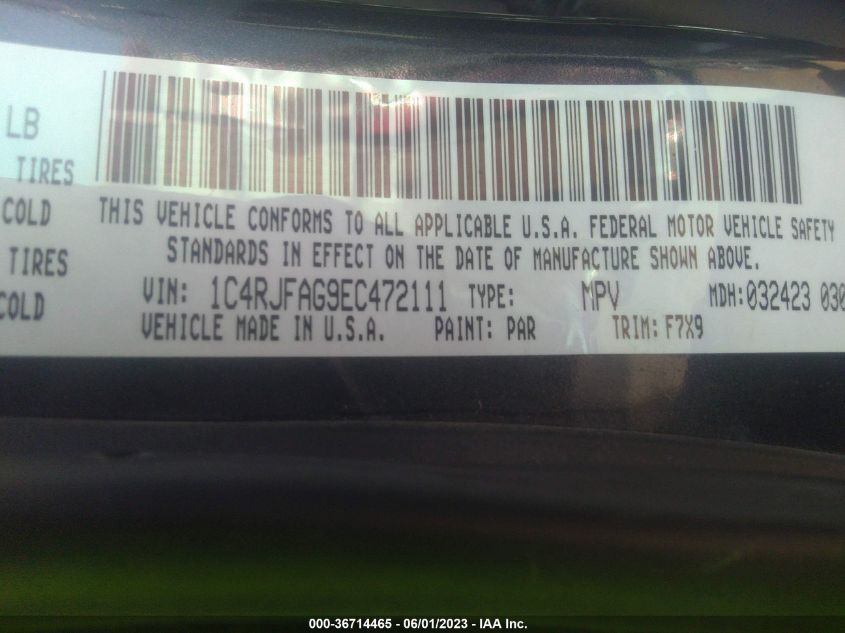 LB
TIRES
COLD
TIRES
COLD
THIS VEHICLE CONFORMS TO ALL APPLICABLE U.S.A. FEDERAL MOTOR VEHICLE SAFETY
STANDARDS IN EFFECT ON THE DATE OF MANUFACTURE SHOWN ABOVE.
VIN: 1C4RJFAG9EC472111 TYPE: MPV MDH:032423 030
VEHICLE MADE IN U.S.A. PAINT: PAR TRIM: F7X9
000-36714465 - 06/01/2023 - IAA Inc.